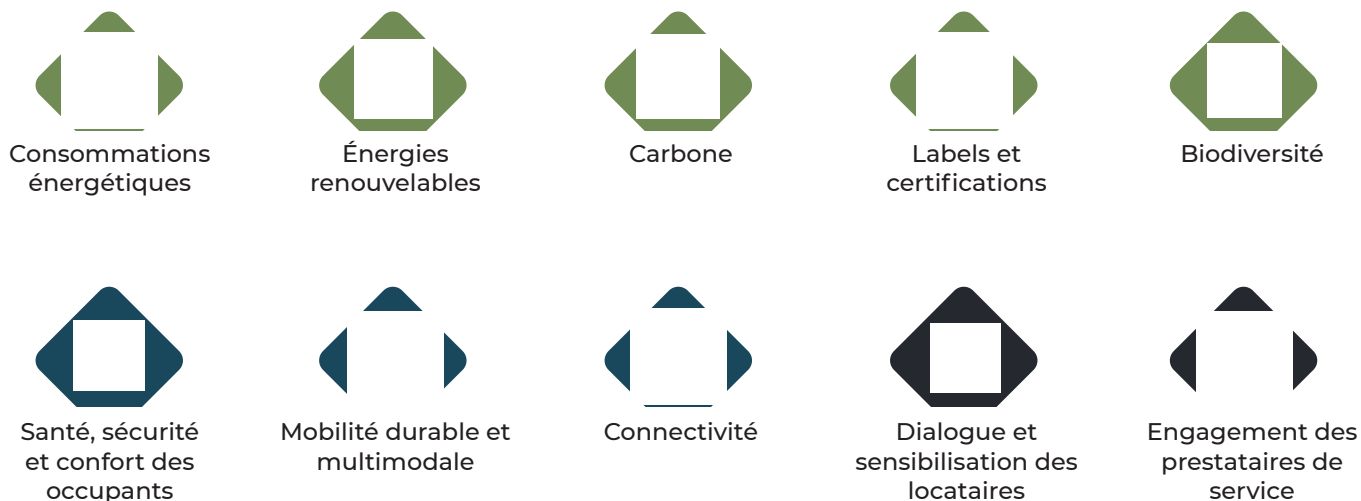 Consommations
énergétiques
Énergies
renouvelables
Carbone
Labels et
certifications
Biodiversité
Santé, sécurité
et confort des
occupants
Mobilité durable et
multimodale
Connectivité
Dialogue et
sensibilisation des
locataires
Engagement des
prestataires de
service